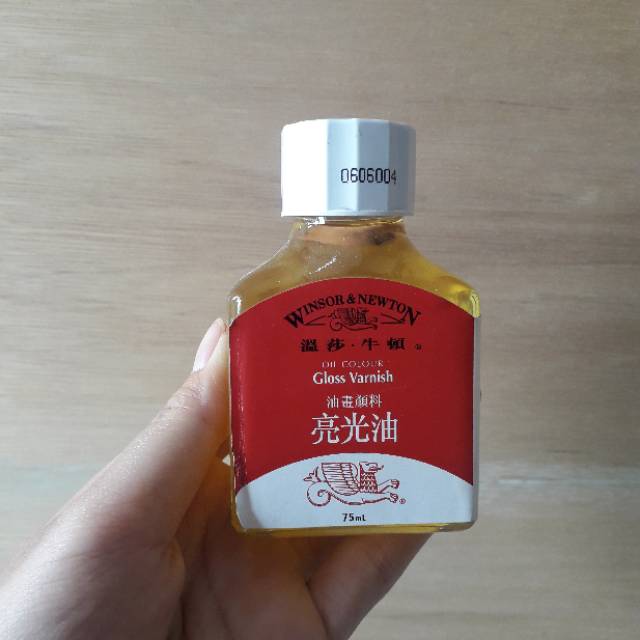 0606004
WINSOR & NEWTON
溫莎·牛頓®
OIL COLOUR
Gloss Varnish
油畫顏料
亮光油
®
75mL